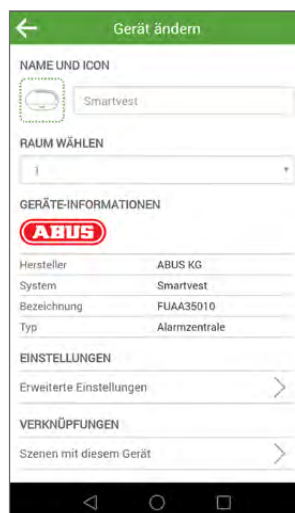 Gerät ändern
NAME UND ICON
Smartvest
RAUM WÄHLEN
1
GERÄTE-INFORMATIONEN
ABUS
Hersteller ABUS KG
System Smartvest
Bezeichnung FUAA35010
Typ Alarmzentrale
EINSTELLUNGEN
Erweiterte Einstellungen
VERKNÜPFUNGEN
Szenen mit diesem Gerät